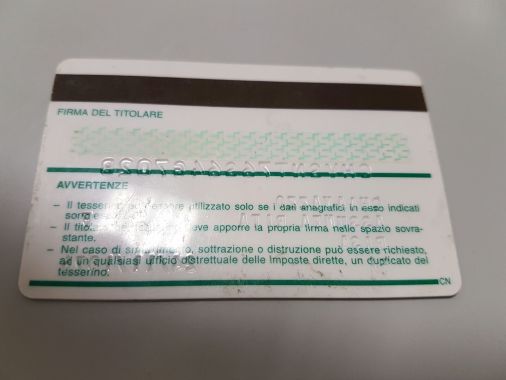 FIRMA DEL TITOLARE
AVVERTENZE
– Il tesserino può essere utilizzato solo se i dati anagrafici in esso indicati
sono
– Il deve apporre la propria firma nello spazio sovra-
stante.
– Nel caso di smarrimento, sottrazione o distruzione può essere richiesto,
ad un qualsiasi ufficio distrettuale delle Imposte dirette, un duplicato del
tesserino.
CN